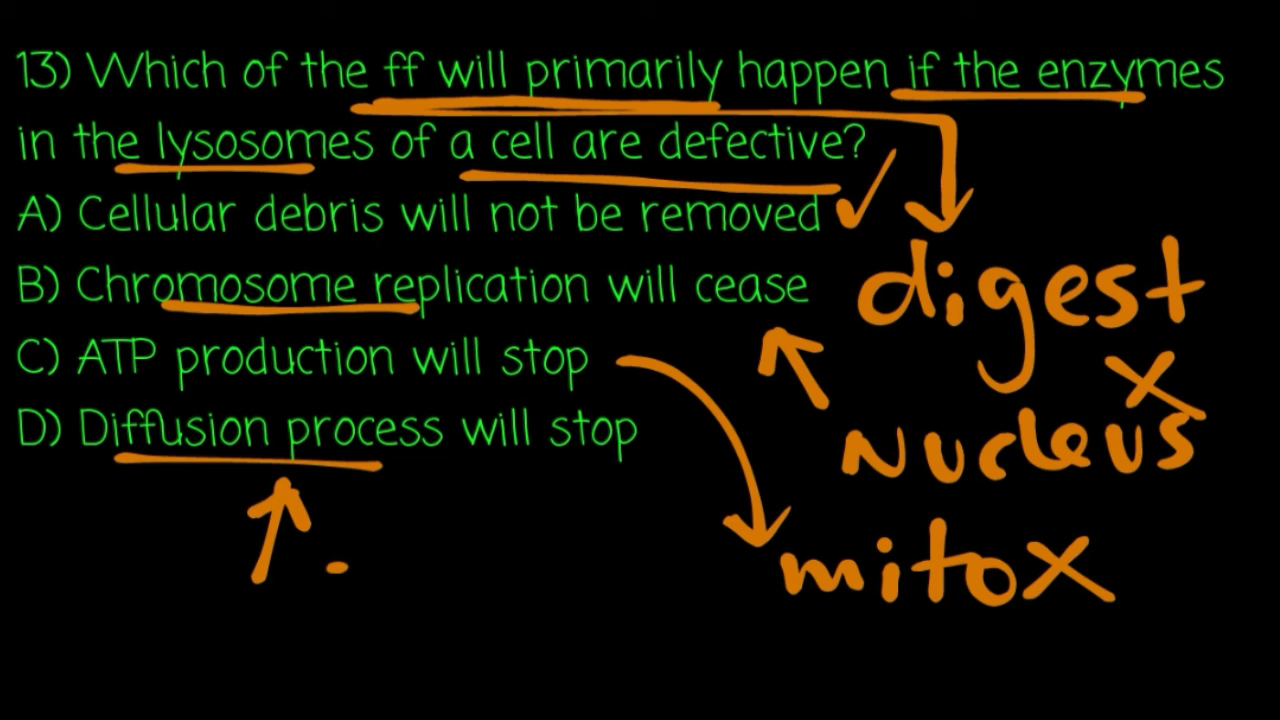 13) Which of the ff will primarily happen if the enzymes
in the lysosomes of a cell are defective?
A) Cellular debris will not be removed ✓
B) Chromosome replication will cease
C) ATP production will stop
D) Diffusion process will stop
digest
x
Nucleus
mito x